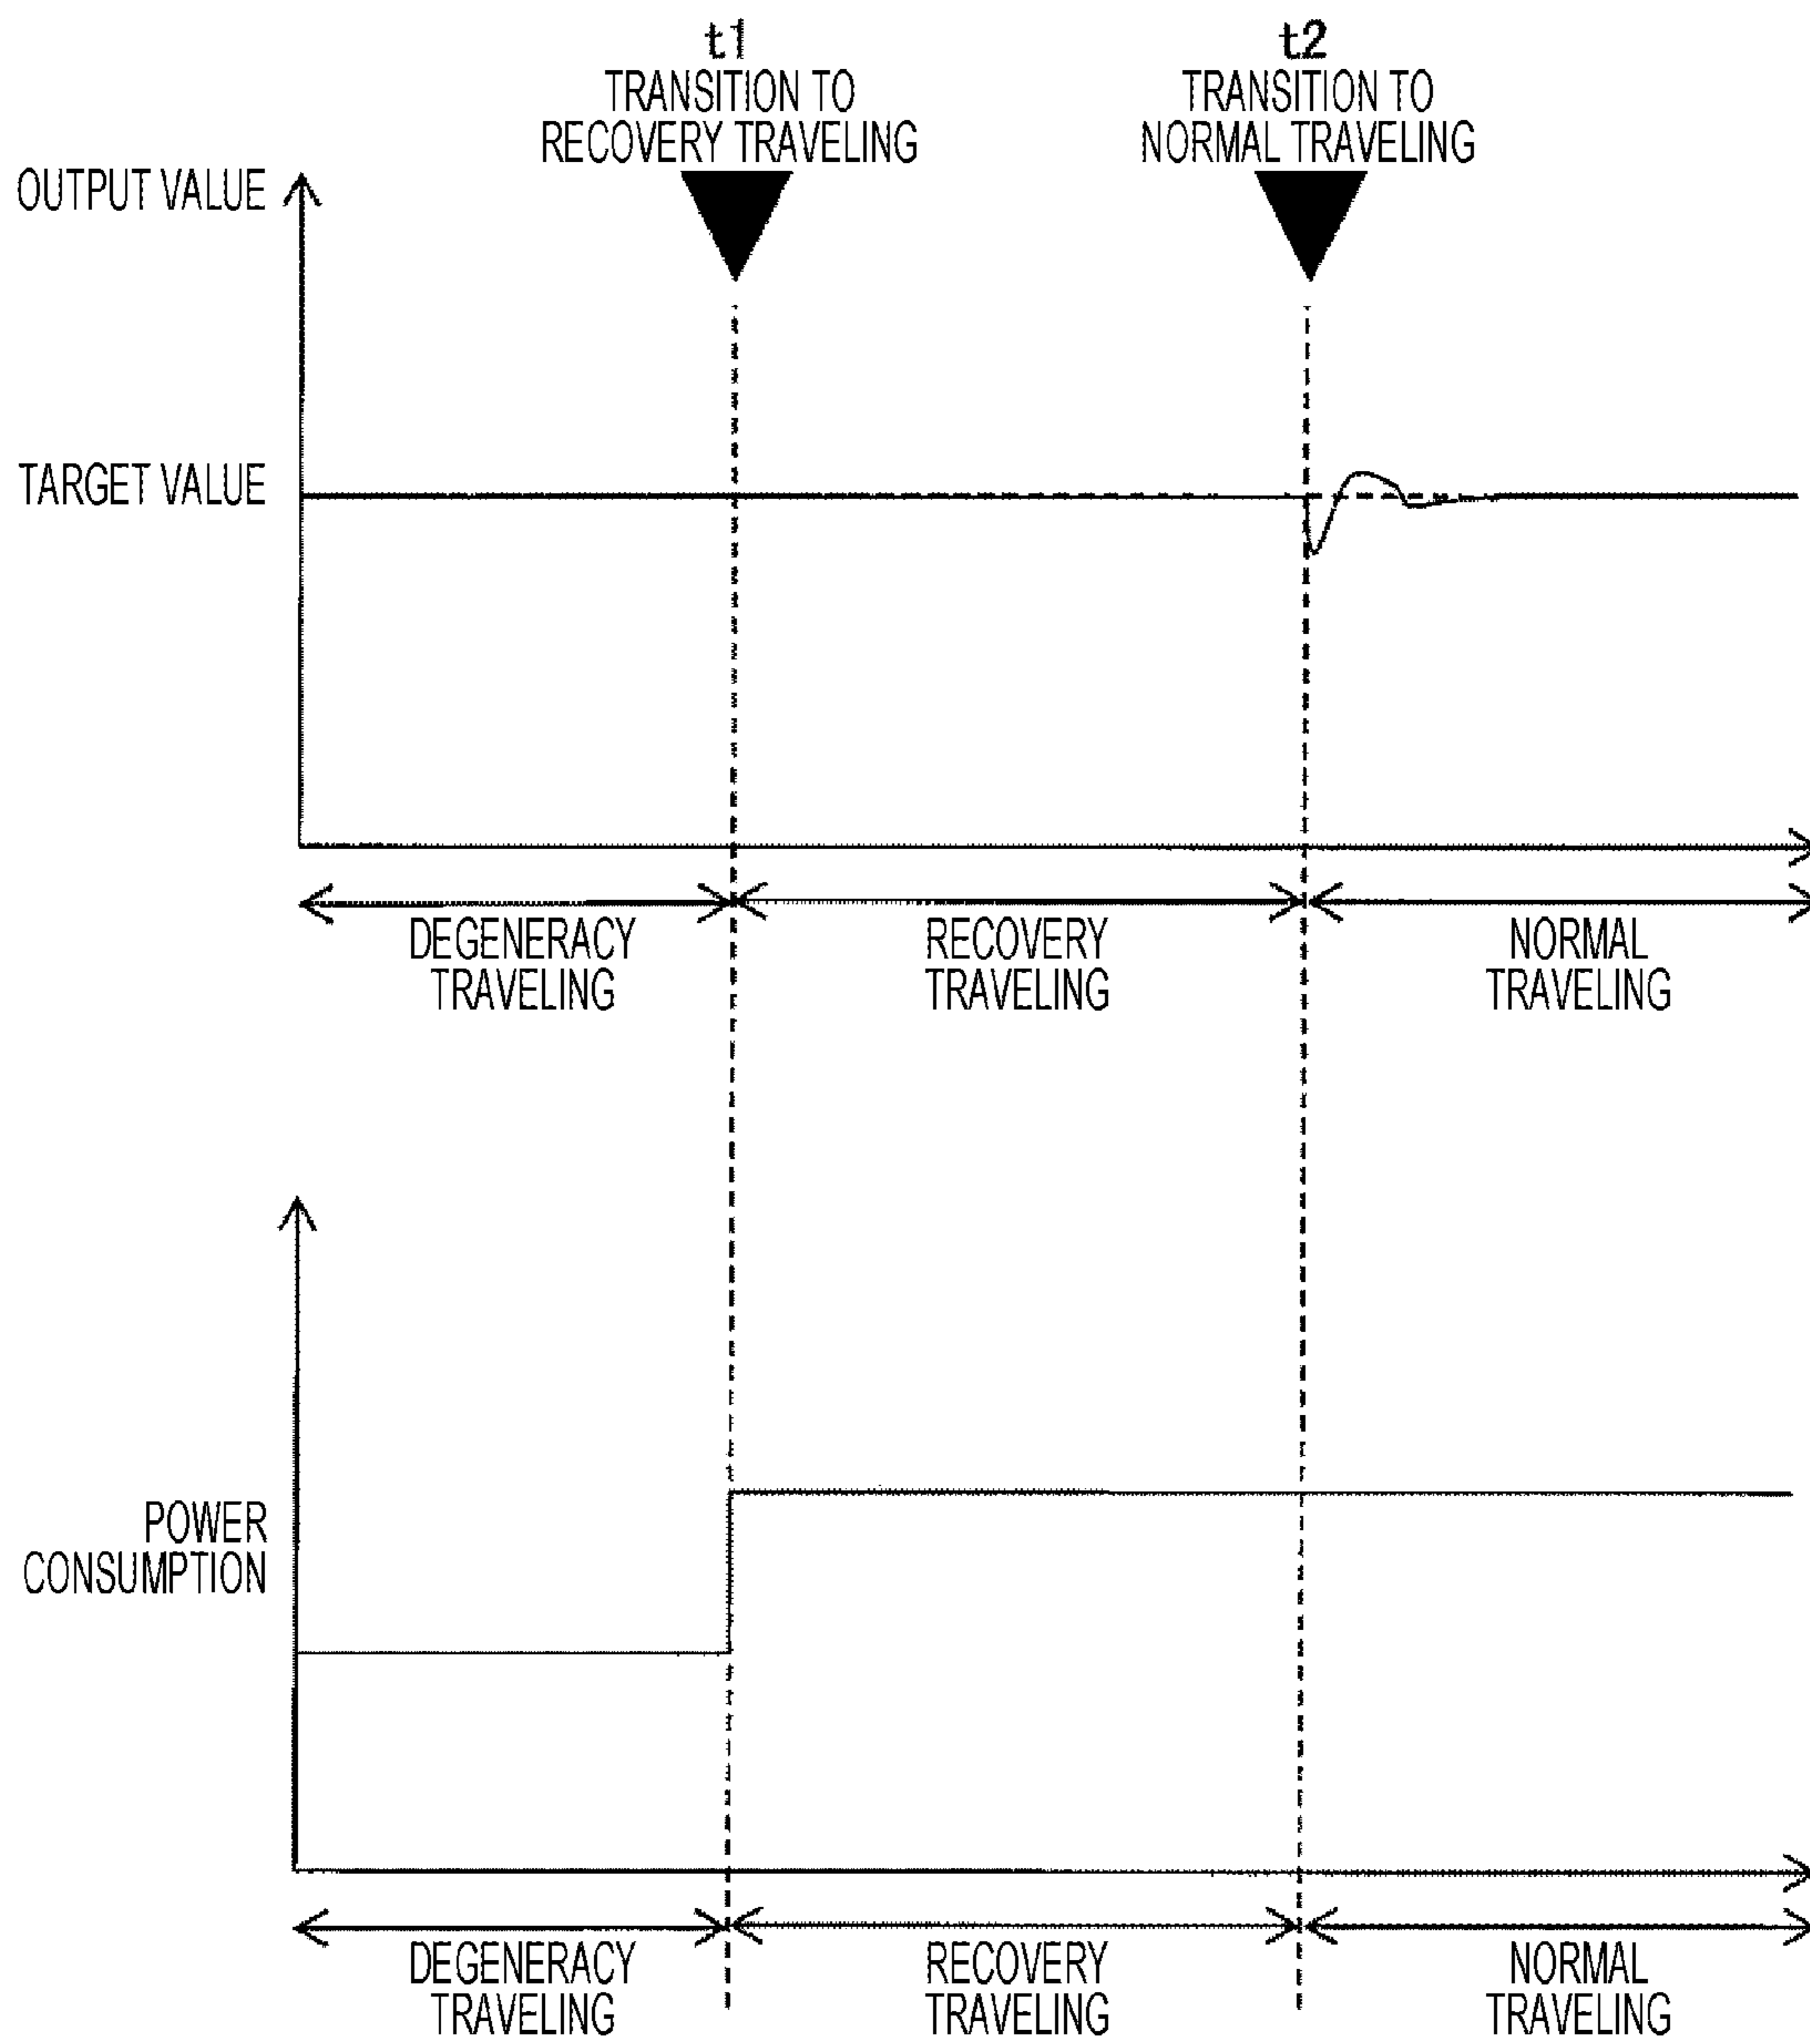 t1
TRANSITION TO
RECOVERY TRAVELING
t2
TRANSITION TO
NORMAL TRAVELING
OUTPUT VALUE
TARGET VALUE
DEGENERACY
TRAVELING
RECOVERY
TRAVELING
NORMAL
TRAVELING
POWER
CONSUMPTION
DEGENERACY
TRAVELING
RECOVERY
TRAVELING
NORMAL
TRAVELING